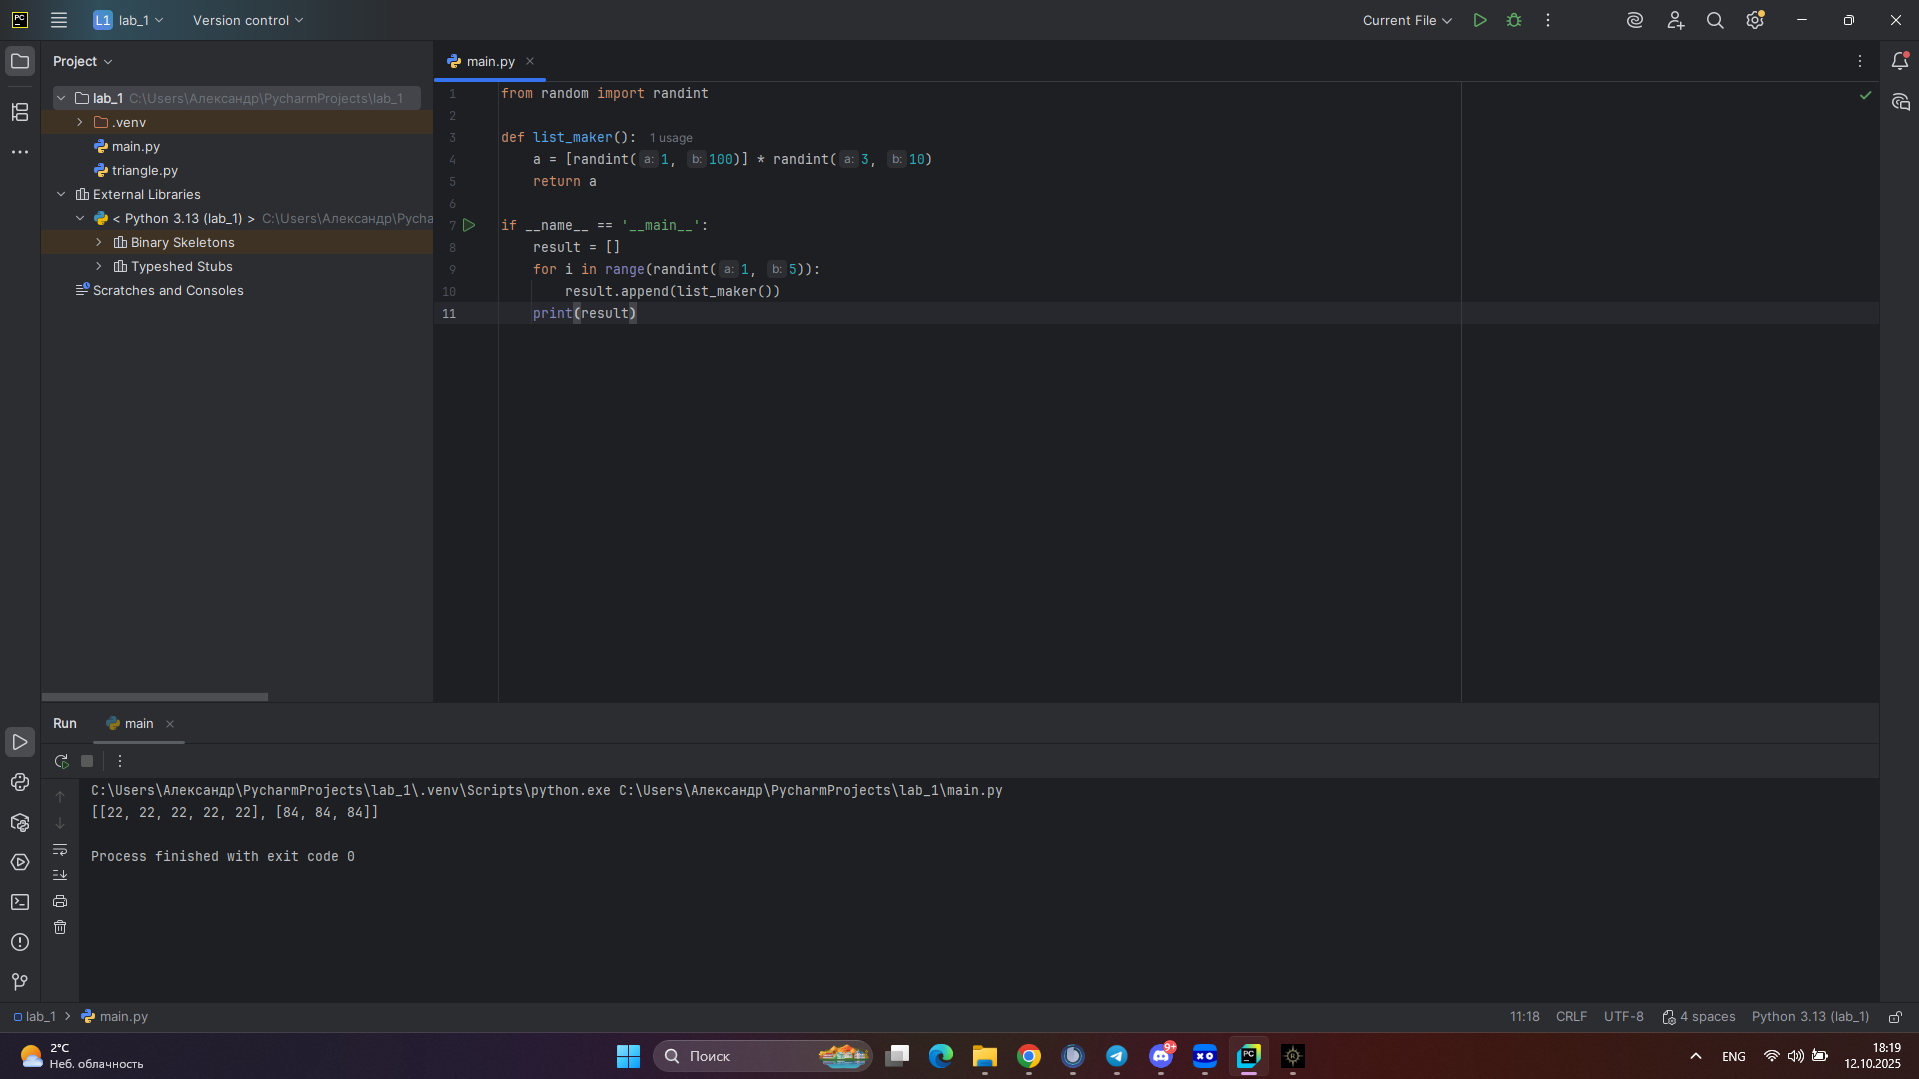 PC
L1 lab_1
Version control
Current File
Project
main.py
lab_1 C:\Users\Александр\PycharmProjects\lab_1
.venv
main.py
triangle.py
External Libraries
< Python 3.13 (lab_1) > C:\Users\Александр\Pycha
Binary Skeletons
Typeshed Stubs
Scratches and Consoles
1 from random import randint
2
3 def list_maker(): 1 usage
4 a = [randint(a: 1, b: 100)] * randint(a: 3, b: 10)
5 return a
6
7 if __name__ == '__main__':
8 result = []
9 for i in range(randint(a: 1, b: 5)):
10 result.append(list_maker())
11 print(result)
Run main
C:\Users\Александр\PycharmProjects\lab_1\.venv\Scripts\python.exe C:\Users\Александр\PycharmProjects\lab_1\main.py
[[22, 22, 22, 22, 22], [84, 84, 84]]
Process finished with exit code 0
lab_1 > main.py
11:18 CRLF UTF-8 4 spaces Python 3.13 (lab_1)
2°C
Неб. облачность
Поиск
9+
XO
PC
ENG
18:19
12.10.2025